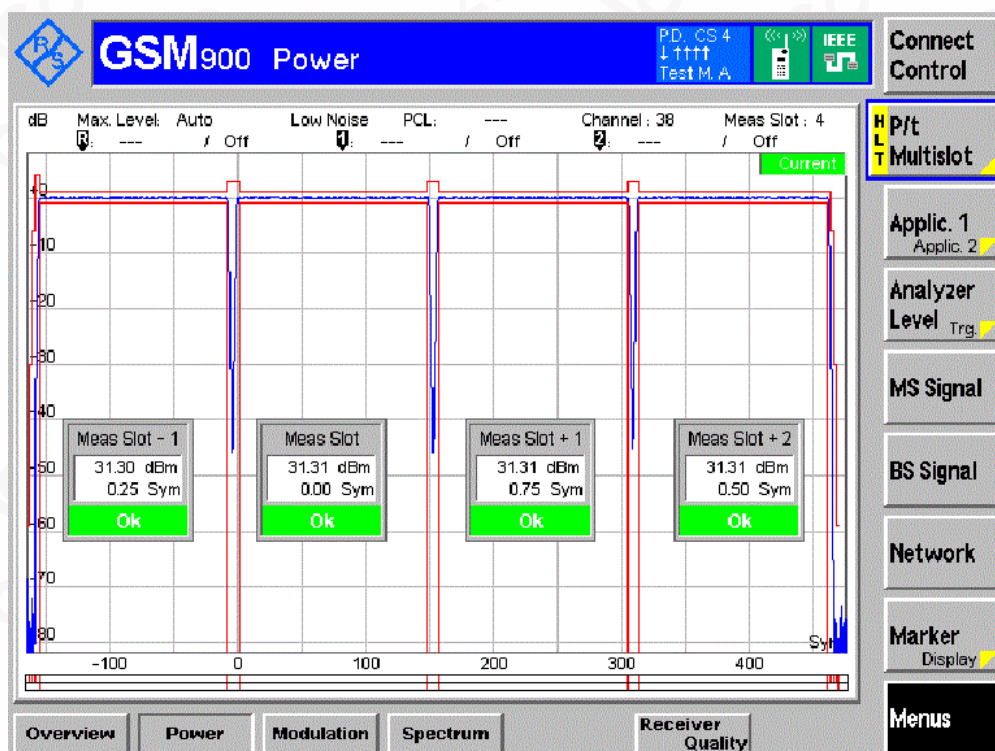 R/S
GSM900 Power
P.D. CS 4
↓↑↑↑↑
Test M. A.
IEEE
Connect Control
dB Max. Level: Auto Low Noise PCL: --- Channel : 38 Meas Slot : 4
R: --- / Off 1: --- / Off 2: --- / Off
Current
HLT
P/t Multislot
Applic. 1
Applic. 2
Analyzer Level Trg.
MS Signal
BS Signal
Network
Marker
Display
Menus
+0
-10
-20
-30
-40
-50
-60
-70
-80
Meas Slot - 1
31.30 dBm
0.25 Sym
Ok
Meas Slot
31.31 dBm
0.00 Sym
Ok
Meas Slot + 1
31.31 dBm
0.75 Sym
Ok
Meas Slot + 2
31.31 dBm
0.50 Sym
Ok
-100 0 100 200 300 400
Overview Power Modulation Spectrum Receiver Quality